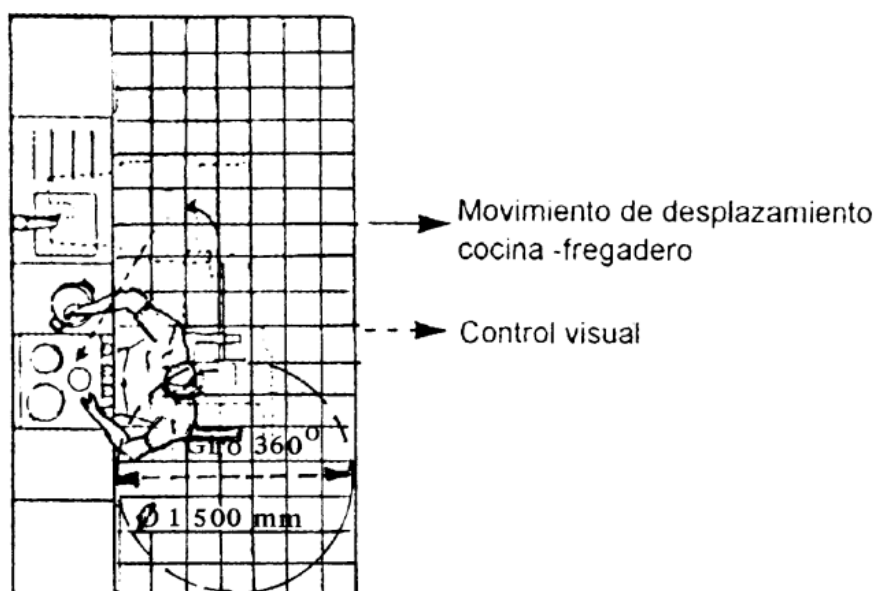 Movimiento de desplazamiento
cocina -fregadero
Control visual
Giro 360°
Ø 1 500 mm